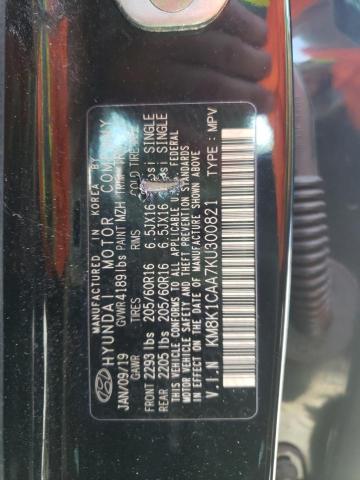 MANUFACTURED IN KOREA BY
HYUNDAI MOTOR COMPANY
JAN/09/19 GVWR 4189 lbs PAINT MZH TRIM
GAWR TIRES RIMS COLD TIRE
FRONT 2293 lbs 205/60R16 6.5JX16 psi SINGLE
REAR 2205 lbs 205/60R16 6.5JX16 psi SINGLE
THIS VEHICLE CONFORMS TO ALL APPLICABLE U.S. FEDERAL
MOTOR VEHICLE SAFETY AND THEFT PREVENTION STANDARDS
IN EFFECT ON THE DATE OF MANUFACTURE SHOWN ABOVE
V.I.N : KM8K1CAA7KU300821 TYPE : MPV